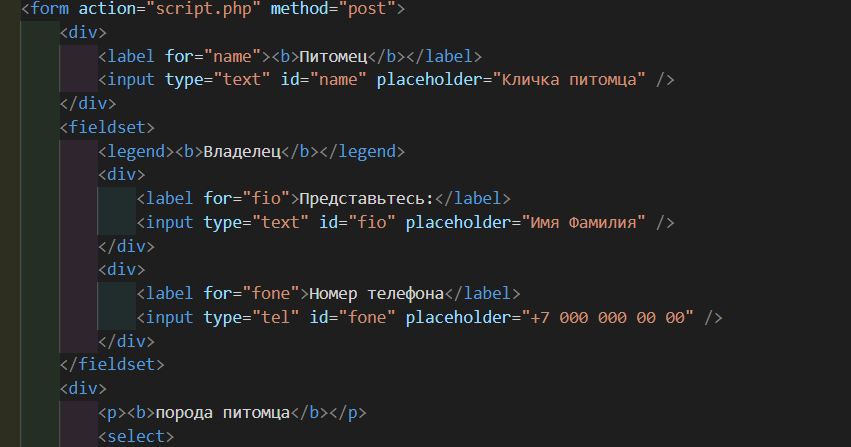 <form action="script.php" method="post">
<div>
<label for="name"><b>Питомец</b></label>
<input type="text" id="name" placeholder="Кличка питомца" />
</div>
<fieldset>
<legend><b>Владелец</b></legend>
<div>
<label for="fio">Представьтесь:</label>
<input type="text" id="fio" placeholder="Имя Фамилия" />
</div>
<div>
<label for="fone">Номер телефона</label>
<input type="tel" id="fone" placeholder="+7 000 000 00 00" />
</div>
</fieldset>
<div>
<p><b>порода питомца</b></p>
<select>